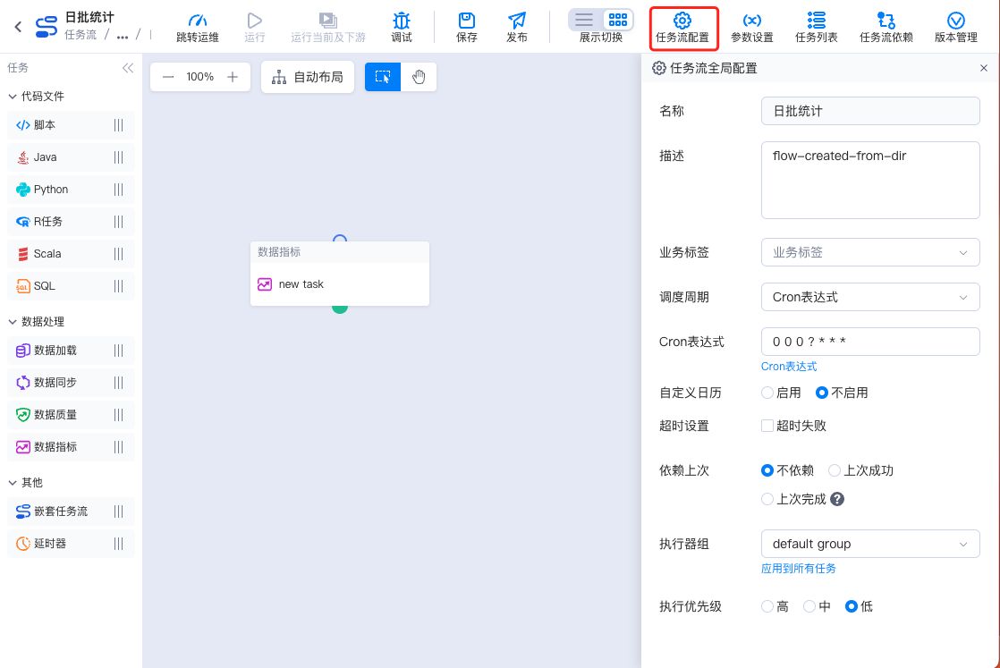 日批统计
任务流 / ... /
跳转运维
运行
运行当前及下游
调试
保存
发布
展示切换
任务流配置
参数设置
任务列表
任务流依赖
版本管理
任务
代码文件
脚本
Java
Python
R任务
Scala
SQL
数据处理
数据加载
数据同步
数据质量
数据指标
其他
嵌套任务流
延时器
100%
自动布局
数据指标
new task
任务流全局配置
名称
日批统计
描述
flow-created-from-dir
业务标签
业务标签
调度周期
Cron表达式
Cron表达式
0 0 0 ? * * *
Cron表达式
自定义日历
启用 不启用
超时设置
超时失败
依赖上次
不依赖 上次成功
上次完成 ?
执行器组
default group
应用到所有任务
执行优先级
高 中 低